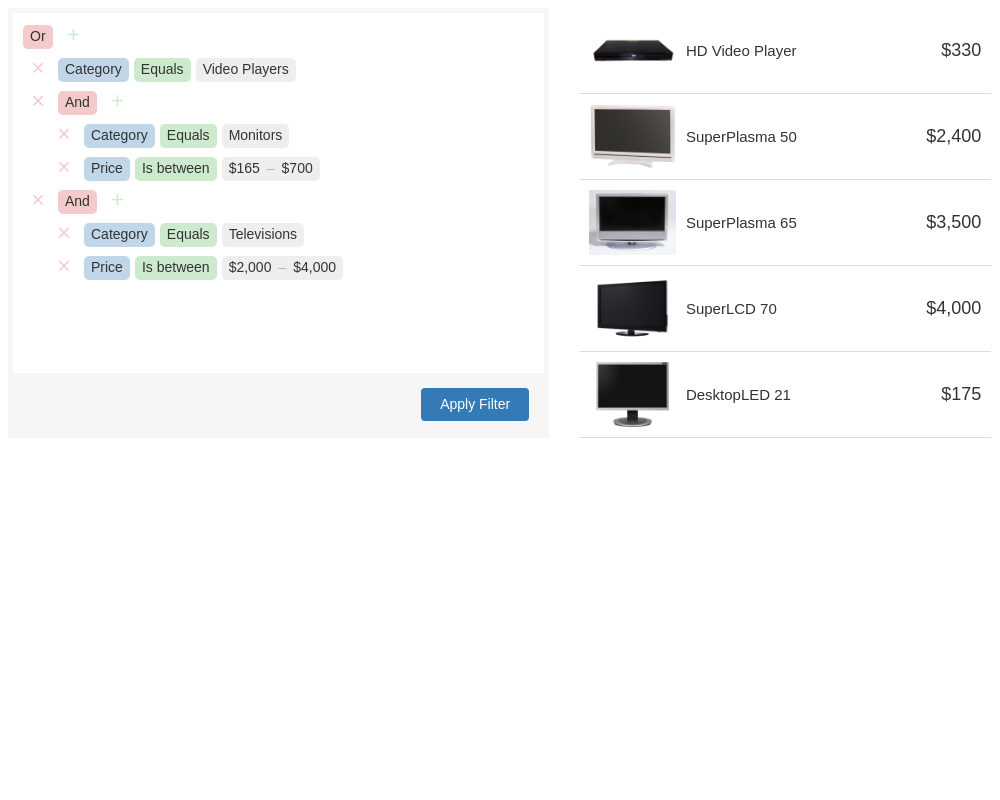 Or
Category Equals Video Players
And
Category Equals Monitors
Price Is between $165 – $700
And
Category Equals Televisions
Price Is between $2,000 – $4,000
Apply Filter
HD Video Player $330
SuperPlasma 50 $2,400
SuperPlasma 65 $3,500
SuperLCD 70 $4,000
DesktopLED 21 $175